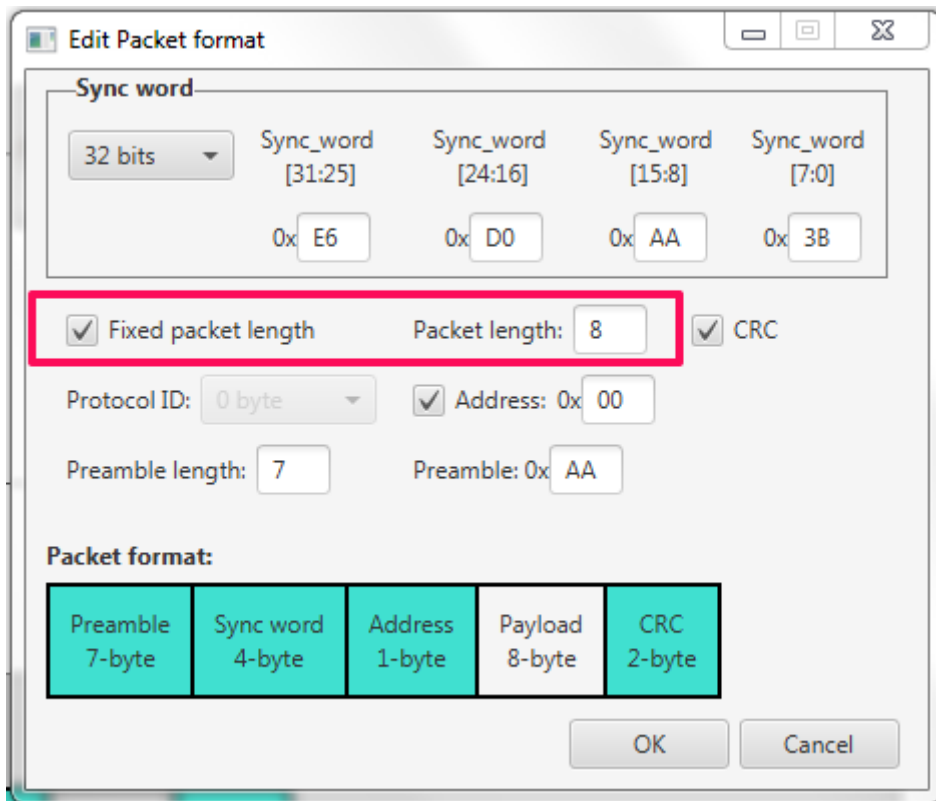 Edit Packet format
Sync word
32 bits
Sync_word [31:25]
Sync_word [24:16]
Sync_word [15:8]
Sync_word [7:0]
0x E6
0x D0
0x AA
0x 3B
Fixed packet length
Packet length: 8
CRC
Protocol ID: 0 byte
Address: 0x 00
Preamble length: 7
Preamble: 0x AA
Packet format:
Preamble 7-byte
Sync word 4-byte
Address 1-byte
Payload 8-byte
CRC 2-byte
OK
Cancel